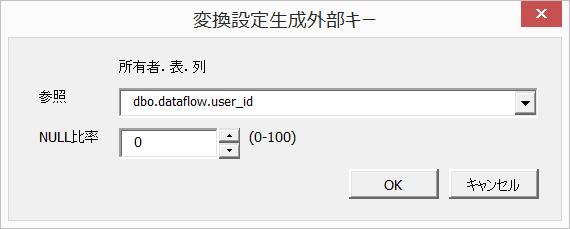 変換設定生成外部キー
所有者.表.列
参照
dbo.dataflow.user_id
NULL比率
0
(0-100)
OK
キャンセル